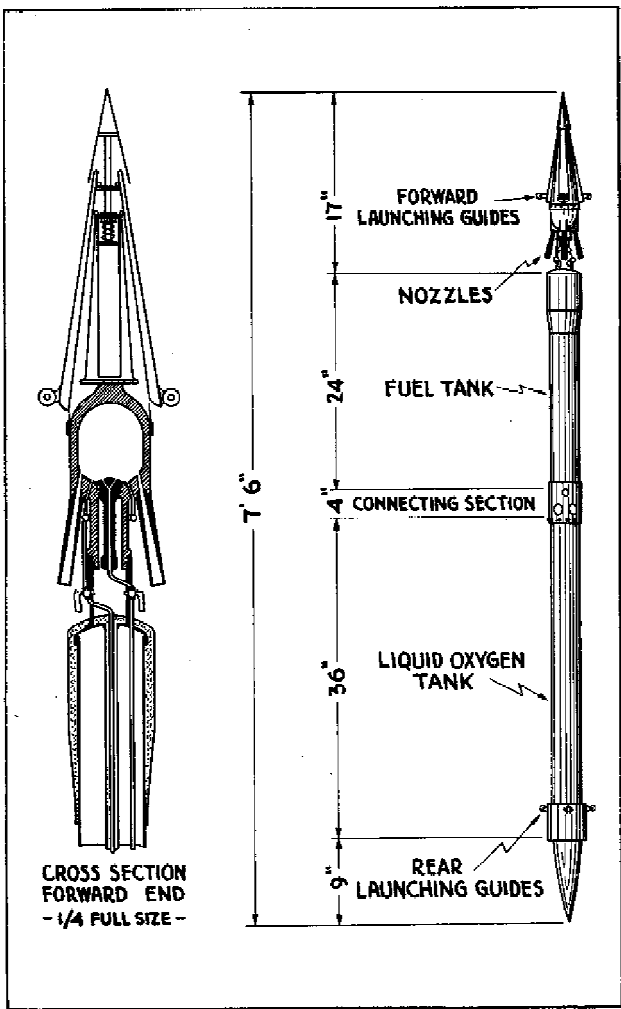 17"
FORWARD
LAUNCHING GUIDES
NOZZLES
24"
FUEL TANK
7' 6"
4"
CONNECTING SECTION
36"
LIQUID OXYGEN
TANK
CROSS SECTION
FORWARD END
- 1/4 FULL SIZE -
9"
REAR
LAUNCHING GUIDES